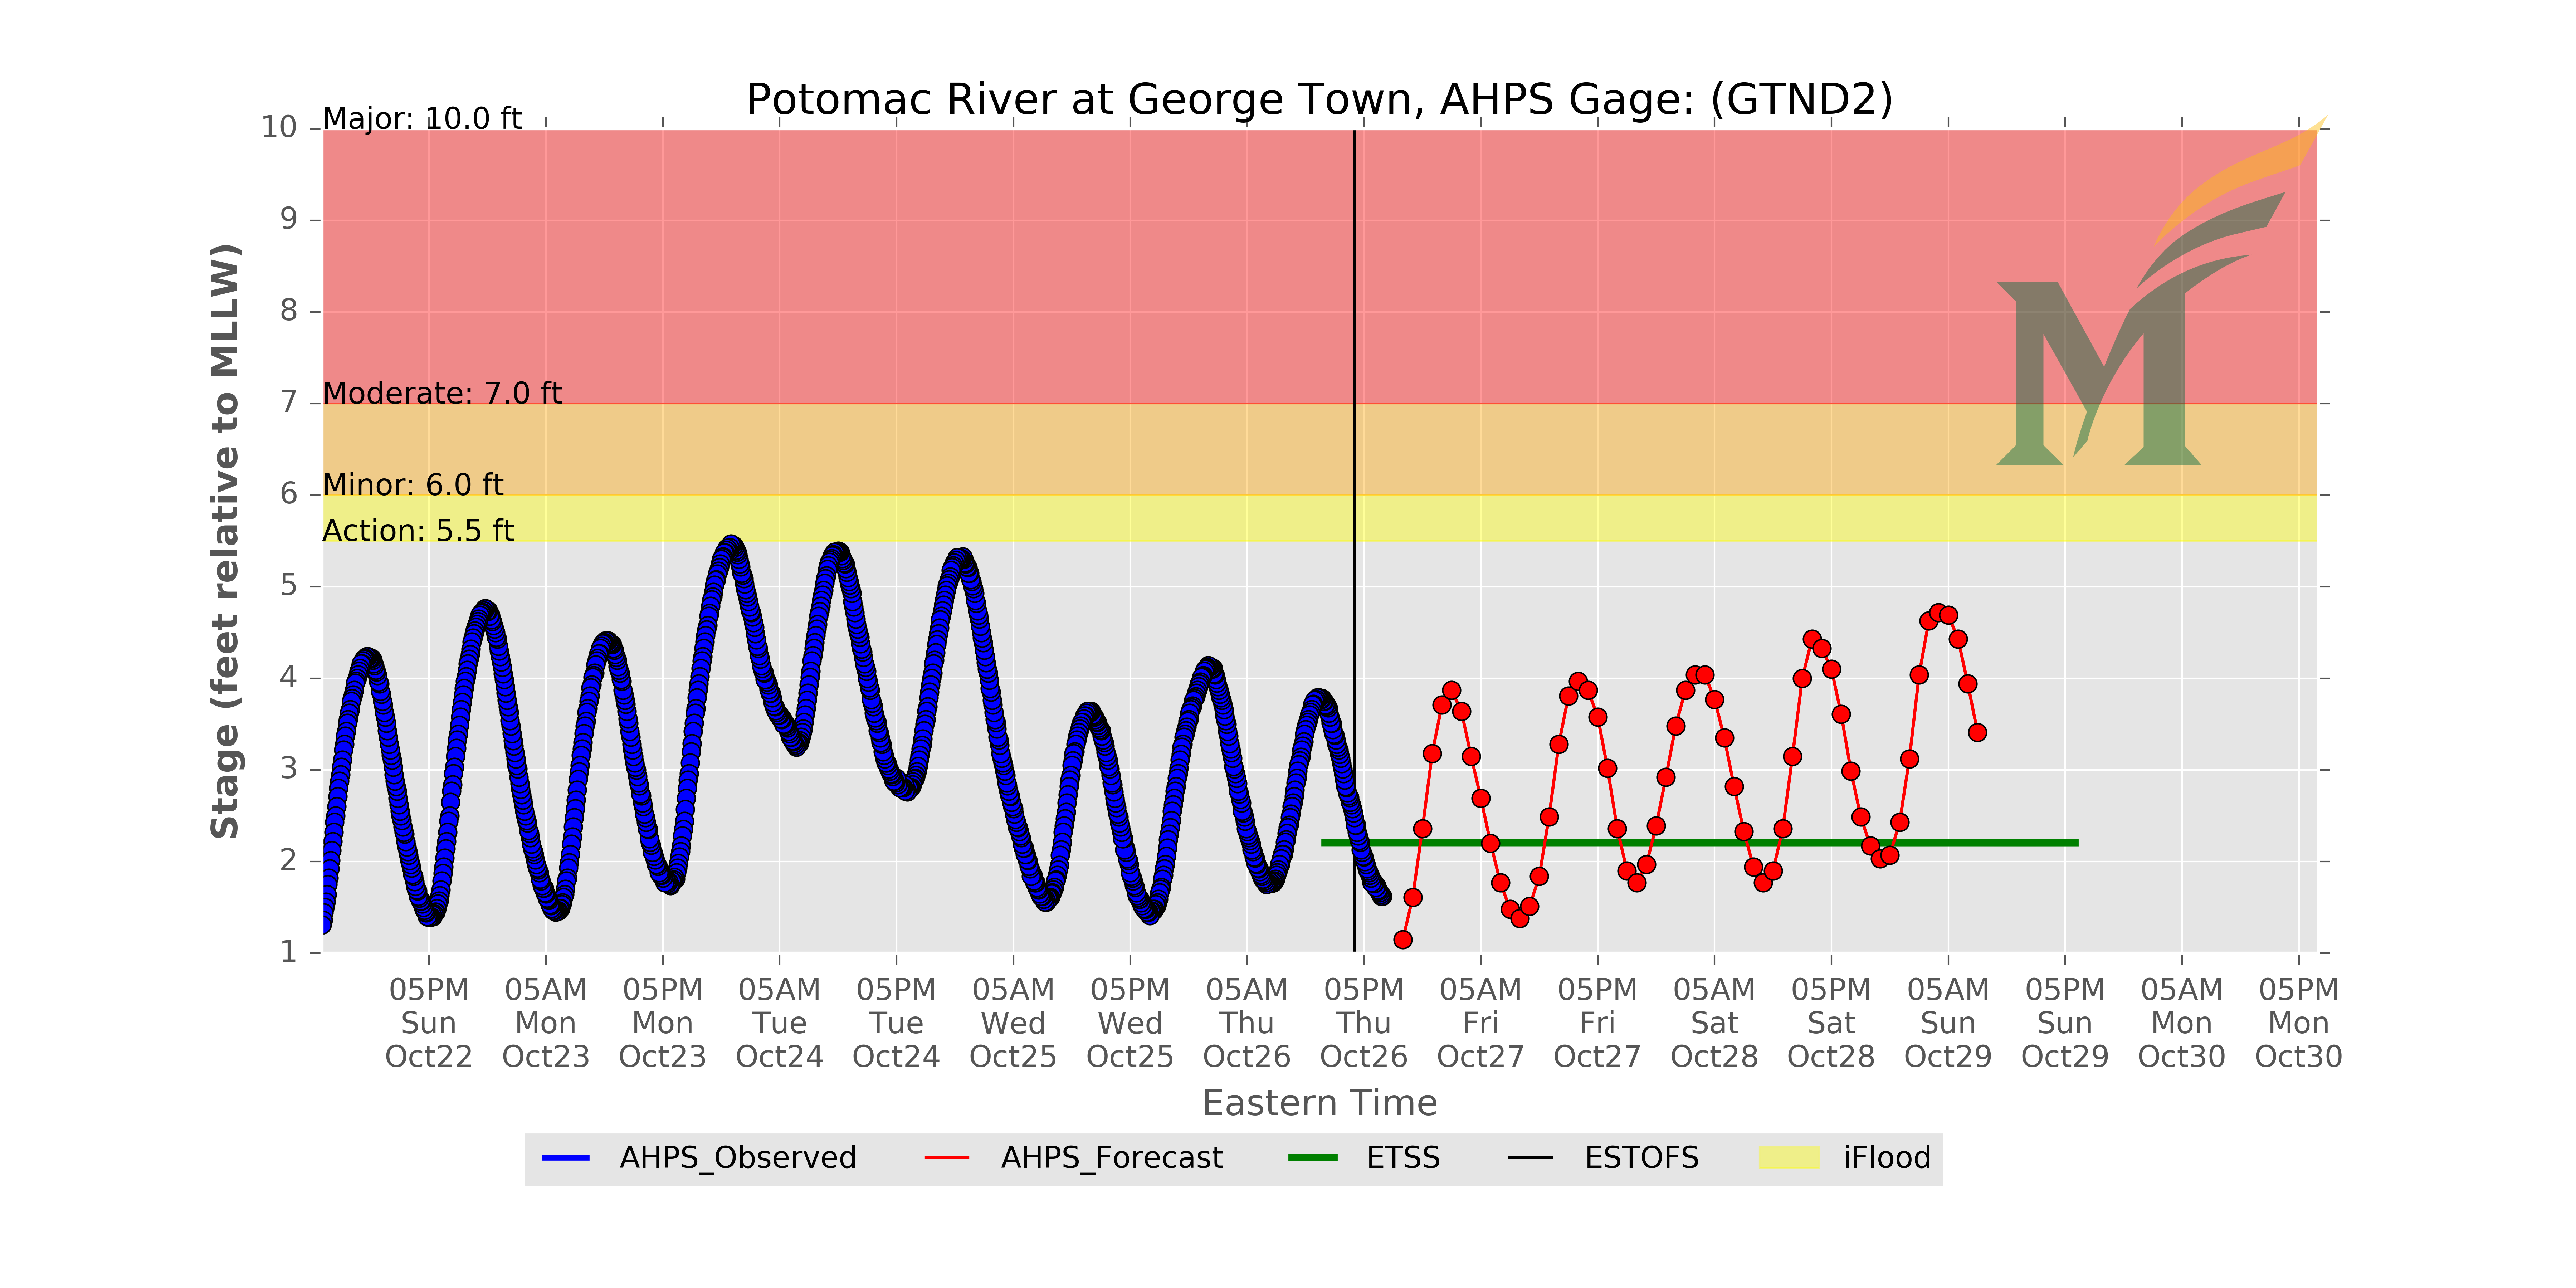 Potomac River at George Town, AHPS Gage: (GTND2)
Major: 10.0 ft
Moderate: 7.0 ft
Minor: 6.0 ft
Action: 5.5 ft
10
9
8
7
6
5
4
3
2
1
Stage (feet relative to MLLW)
05PM 05AM 05PM 05AM 05PM 05AM 05PM 05AM 05PM 05AM 05PM 05AM 05PM 05AM 05PM 05AM 05PM
Sun Mon Mon Tue Tue Wed Wed Thu Thu Fri Fri Sat Sat Sun Sun Mon Mon
Oct22 Oct23 Oct23 Oct24 Oct24 Oct25 Oct25 Oct26 Oct26 Oct27 Oct27 Oct28 Oct28 Oct29 Oct29 Oct30 Oct30
Eastern Time
AHPS_Observed AHPS_Forecast ETSS ESTOFS iFlood
M